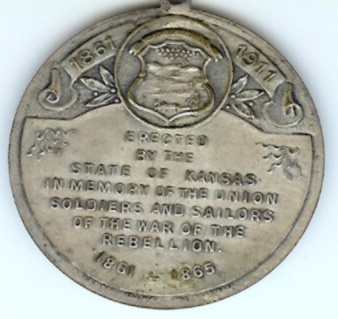 1861 1911
ERECTED
BY THE
STATE OF KANSAS
IN MEMORY OF THE UNION
SOLDIERS AND SAILORS
OF THE WAR OF THE
REBELLION.
1861 - 1865